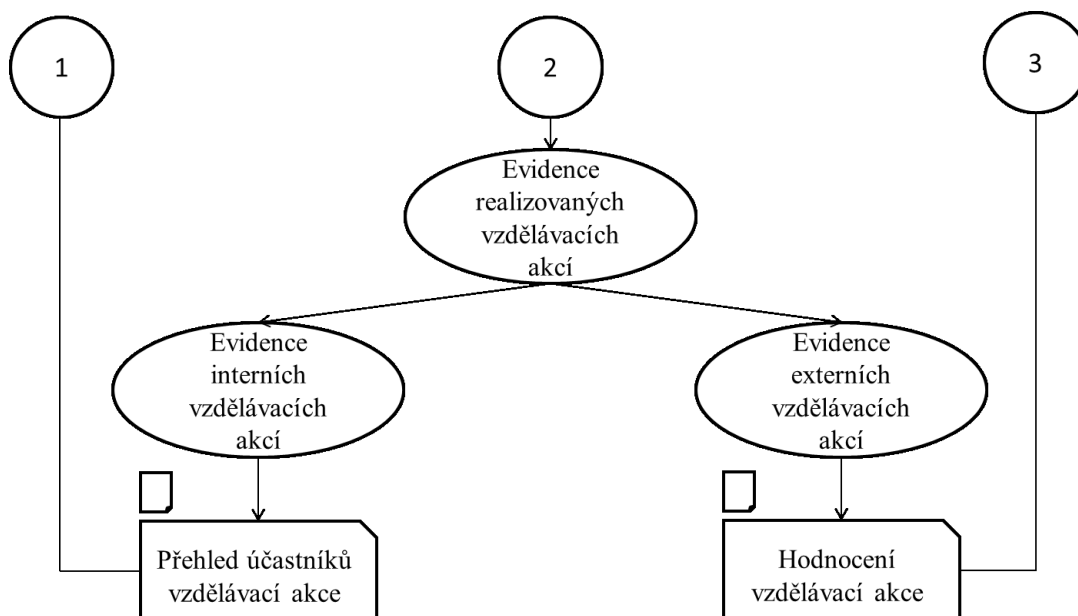 1
2
3
Evidence
realizovaných
vzdělávacích
akcí
Evidence
interních
vzdělávacích
akcí
Evidence
externích
vzdělávacích
akcí
Přehled účastníků
vzdělávací akce
Hodnocení
vzdělávací akce